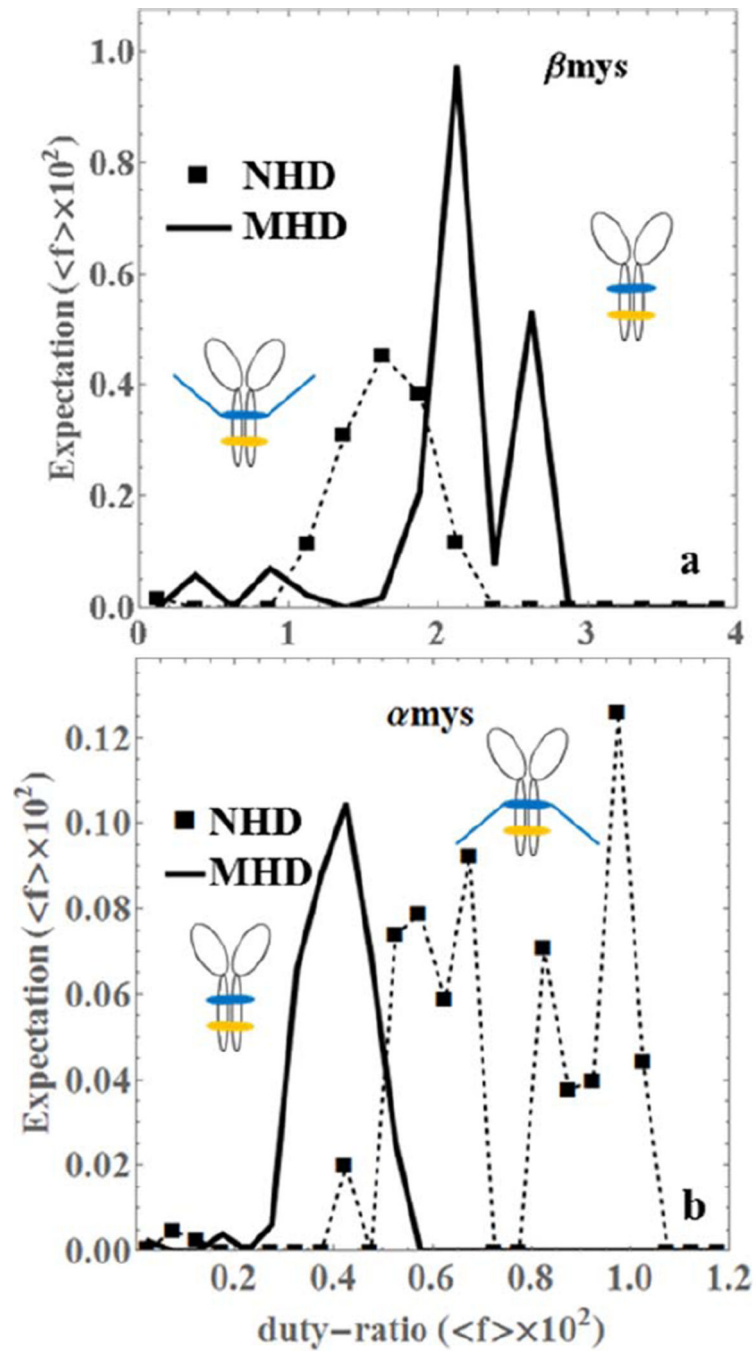 βmys
NHD
MHD
Expectation (<f>×10²)
1.0
0.8
0.6
0.4
0.2
0.0
0 1 2 3 4
a
αmys
NHD
MHD
Expectation (<f>×10²)
0.12
0.10
0.08
0.06
0.04
0.02
0.00
0.2 0.4 0.6 0.8 1.0 1.2
b
duty-ratio (<f>×10²)